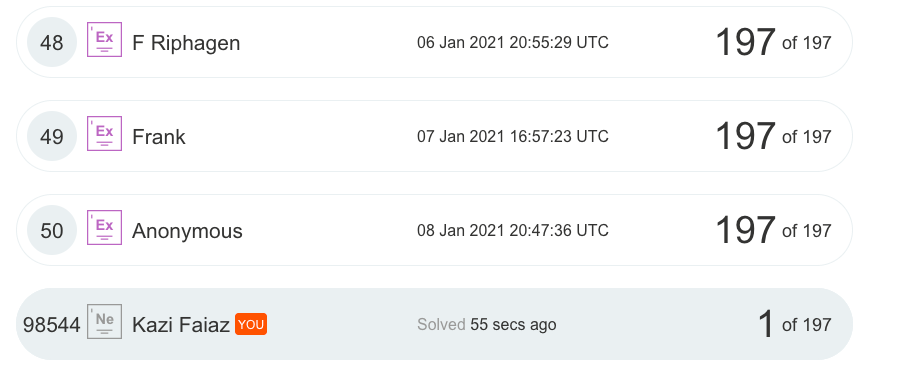 48 Ex F Riphagen 06 Jan 2021 20:55:29 UTC 197 of 197
49 Ex Frank 07 Jan 2021 16:57:23 UTC 197 of 197
50 Ex Anonymous 08 Jan 2021 20:47:36 UTC 197 of 197
98544 Ne Kazi Faiaz YOU Solved 55 secs ago 1 of 197